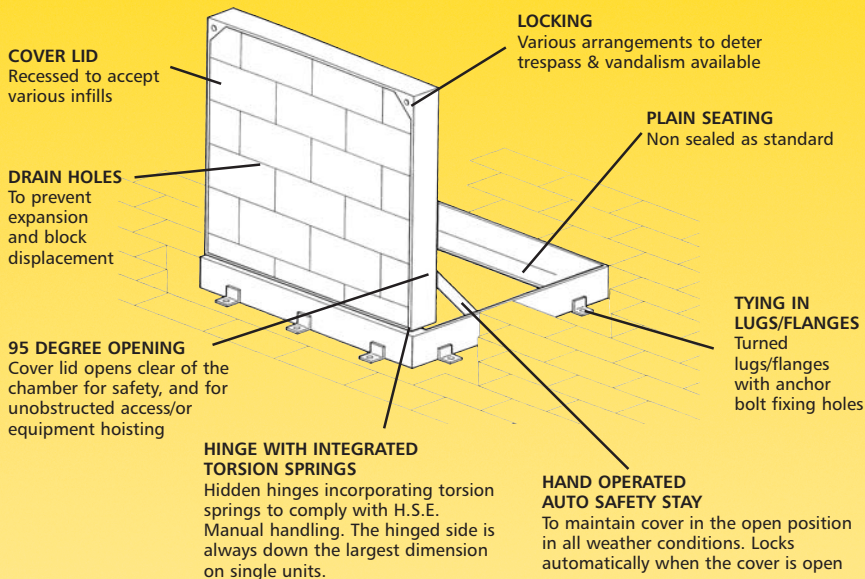 COVER LID
Recessed to accept
various infills
DRAIN HOLES
To prevent
expansion
and block
displacement
95 DEGREE OPENING
Cover lid opens clear of the
chamber for safety, and for
unobstructed access/or
equipment hoisting
HINGE WITH INTEGRATED
TORSION SPRINGS
Hidden hinges incorporating torsion
springs to comply with H.S.E.
Manual handling. The hinged side is
always down the largest dimension
on single units.
LOCKING
Various arrangements to deter
trespass & vandalism available
PLAIN SEATING
Non sealed as standard
TYING IN
LUGS/FLANGES
Turned
lugs/flanges
with anchor
bolt fixing holes
HAND OPERATED
AUTO SAFETY STAY
To maintain cover in the open position
in all weather conditions. Locks
automatically when the cover is open